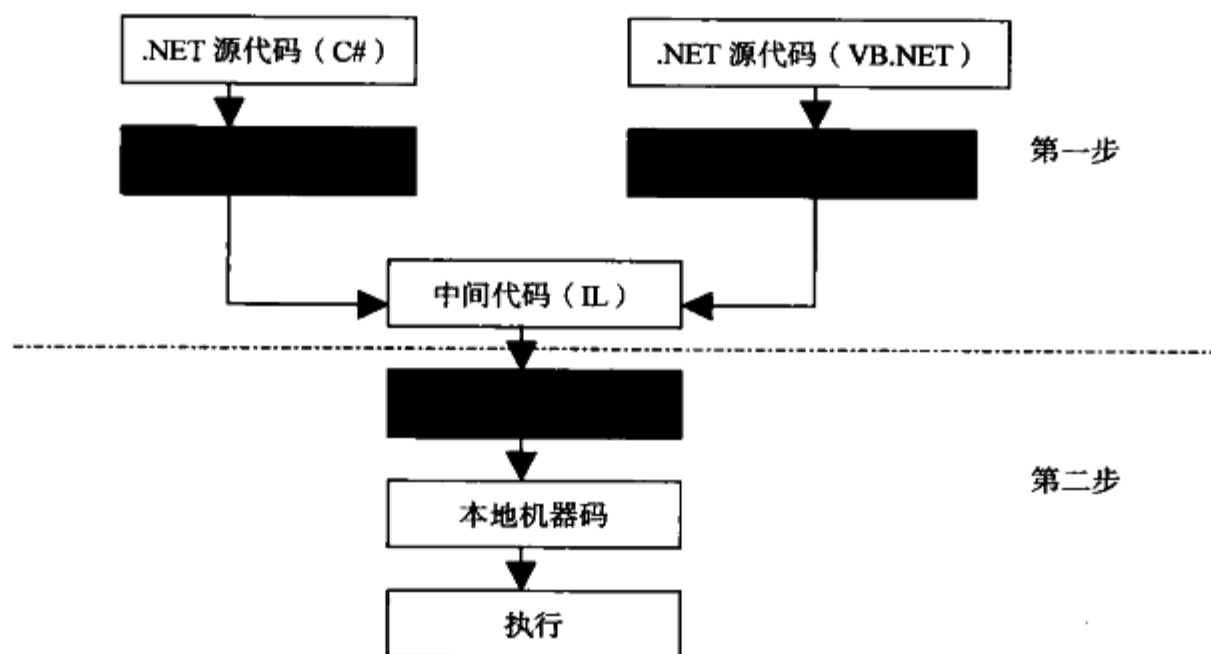 .NET 源代码（C#）
.NET 源代码（VB.NET）
第一步
中间代码（IL）
第二步
本地机器码
执行